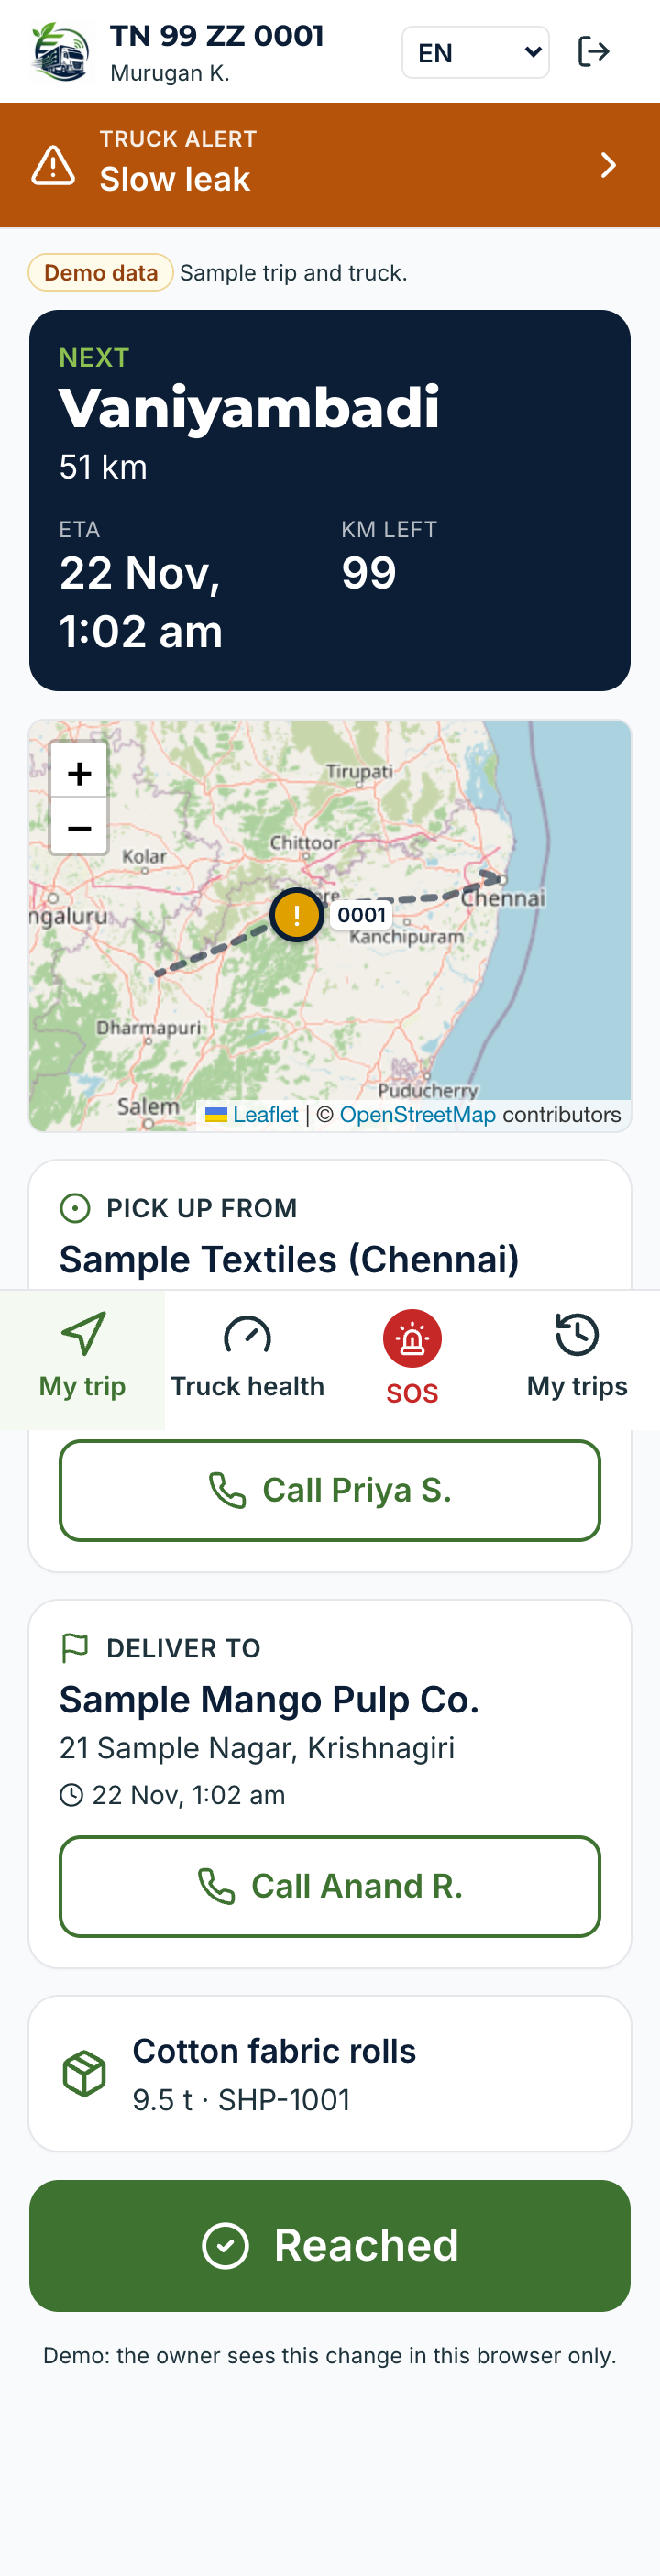 TN 99 ZZ 0001
Murugan K.
EN
TRUCK ALERT
Slow leak
Demo data Sample trip and truck.
NEXT
Vaniyambadi
51 km
ETA
22 Nov,
1:02 am
KM LEFT
99
+
−
Tirupati
Chittoor
Kolar
ngaluru
ore
!
0001
Chennai
Kanchipuram
Dharmapuri
Puducherry
Salem
Leaflet | © OpenStreetMap contributors
PICK UP FROM
Sample Textiles (Chennai)
My trip
Truck health
SOS
My trips
Call Priya S.
DELIVER TO
Sample Mango Pulp Co.
21 Sample Nagar, Krishnagiri
22 Nov, 1:02 am
Call Anand R.
Cotton fabric rolls
9.5 t · SHP-1001
Reached
Demo: the owner sees this change in this browser only.